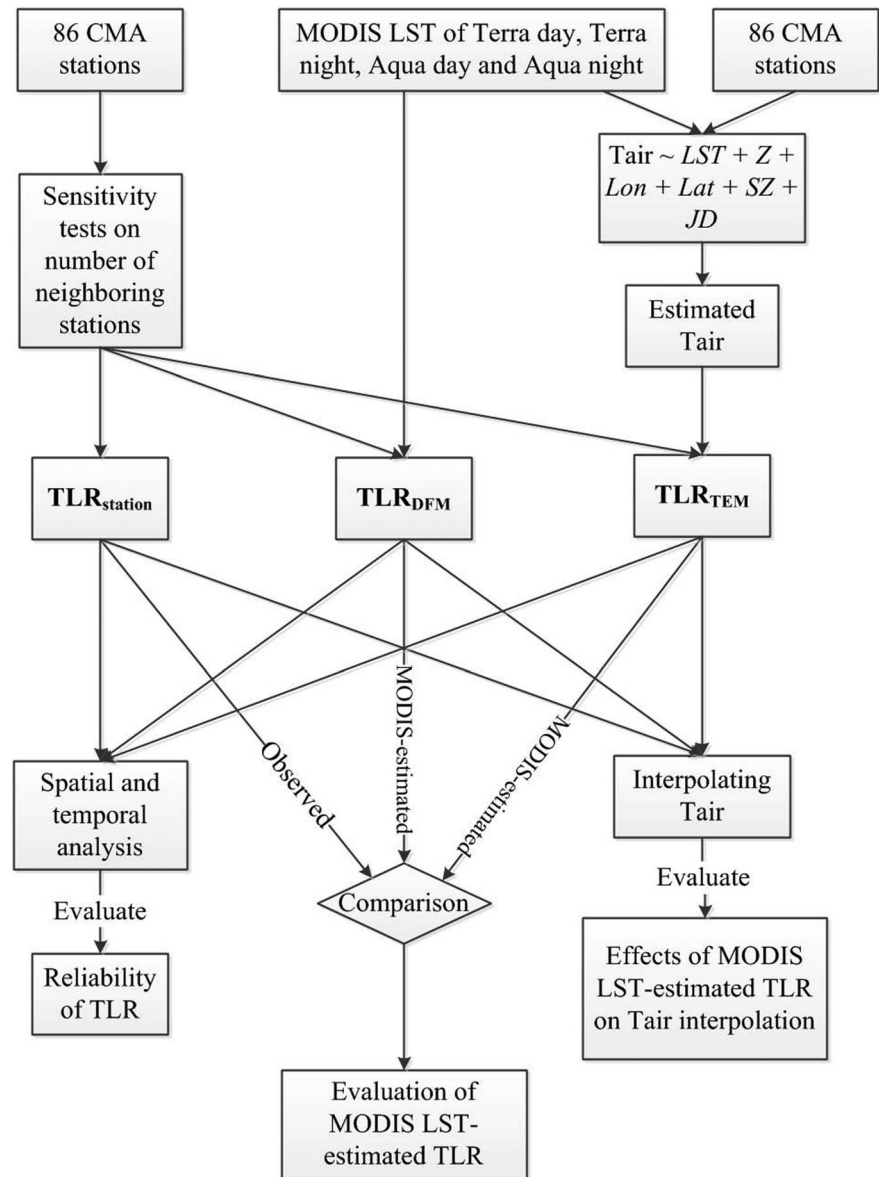 86 CMA
stations
MODIS LST of Terra day, Terra
night, Aqua day and Aqua night
86 CMA
stations
Tair ~ LST + Z +
Lon + Lat + SZ +
JD
Sensitivity
tests on
number of
neighboring
stations
Estimated
Tair
TLRstation
TLRDFM
TLRTEM
Observed
MODIS-estimated
MODIS-estimated
Spatial and
temporal
analysis
Interpolating
Tair
Comparison
Evaluate
Evaluate
Reliability
of TLR
Effects of MODIS
LST-estimated TLR
on Tair interpolation
Evaluation of
MODIS LST-
estimated TLR